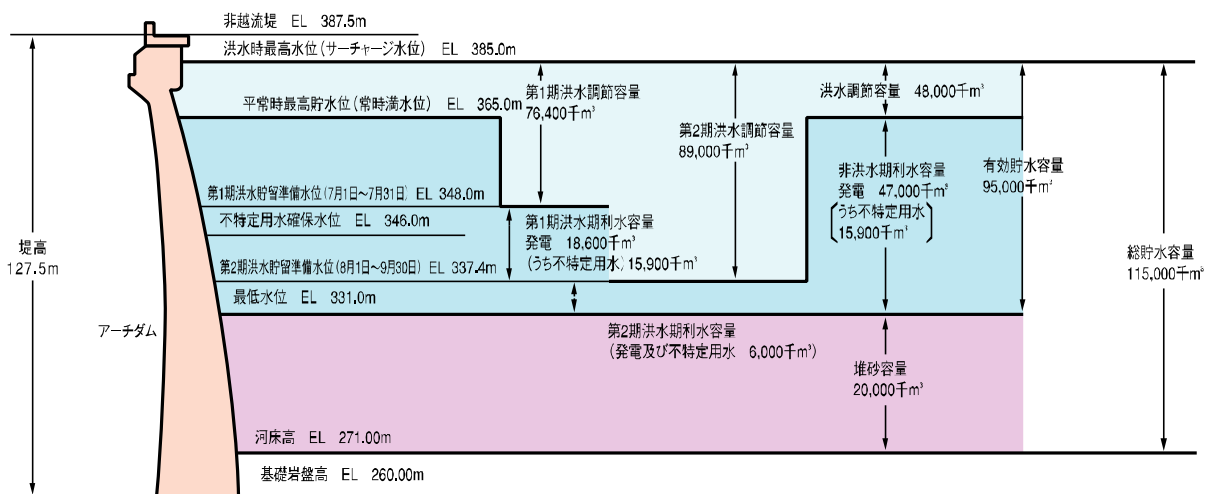 非越流堤 EL 387.5m
洪水時最高水位(サーチャージ水位) EL 385.0m
平常時最高貯水位(常時満水位) EL 365.0m
第1期洪水調節容量
76,400千m³
第2期洪水調節容量
89,000千m³
洪水調節容量 48,000千m³
非洪水期利水容量
発電 47,000千m³
(うち不特定用水)
15,900千m³
有効貯水容量
95,000千m³
総貯水容量
115,000千m³
第1期洪水貯留準備水位(7月1日~7月31日) EL 348.0m
不特定用水確保水位 EL 346.0m
第1期洪水期利水容量
発電 18,600千m³
(うち不特定用水)15,900千m³
第2期洪水貯留準備水位(8月1日~9月30日) EL 337.4m
最低水位 EL 331.0m
堤高
127.5m
アーチダム
第2期洪水期利水容量
(発電及び不特定用水 6,000千m³)
堆砂容量
20,000千m³
河床高 EL 271.00m
基礎岩盤高 EL 260.00m